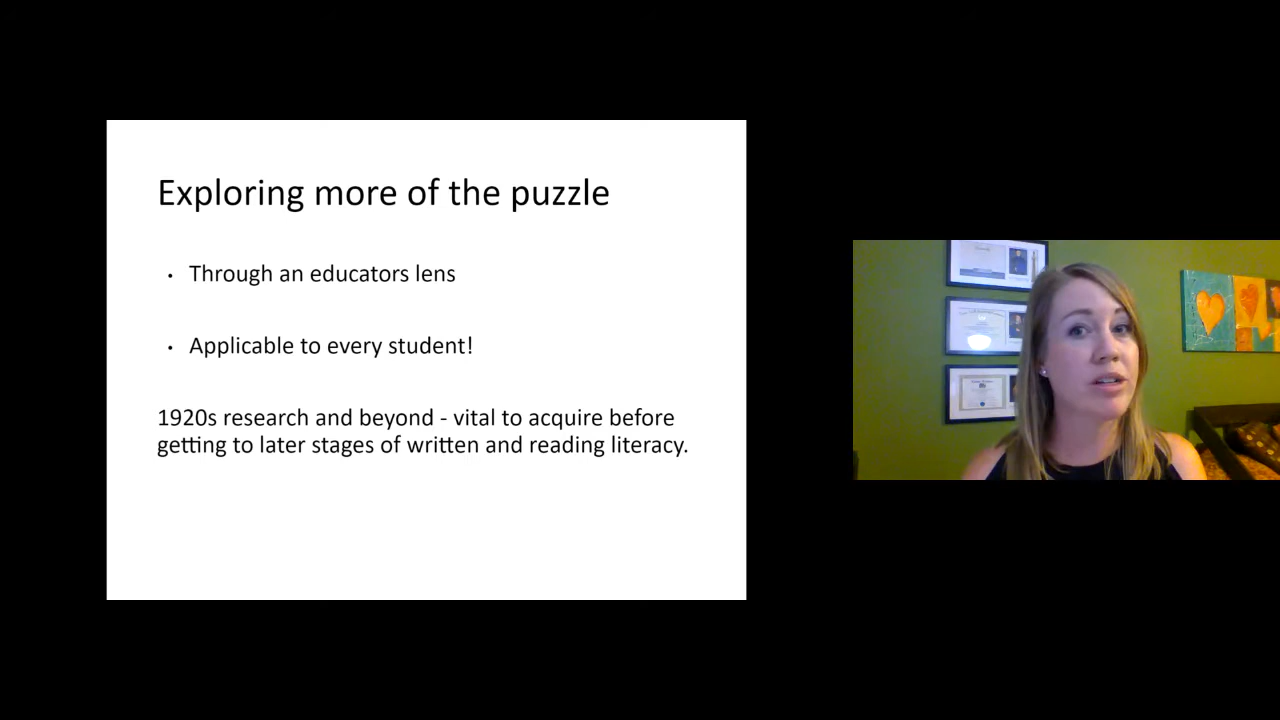 Exploring more of the puzzle
• Through an educators lens
• Applicable to every student!
1920s research and beyond - vital to acquire before
getting to later stages of written and reading literacy.